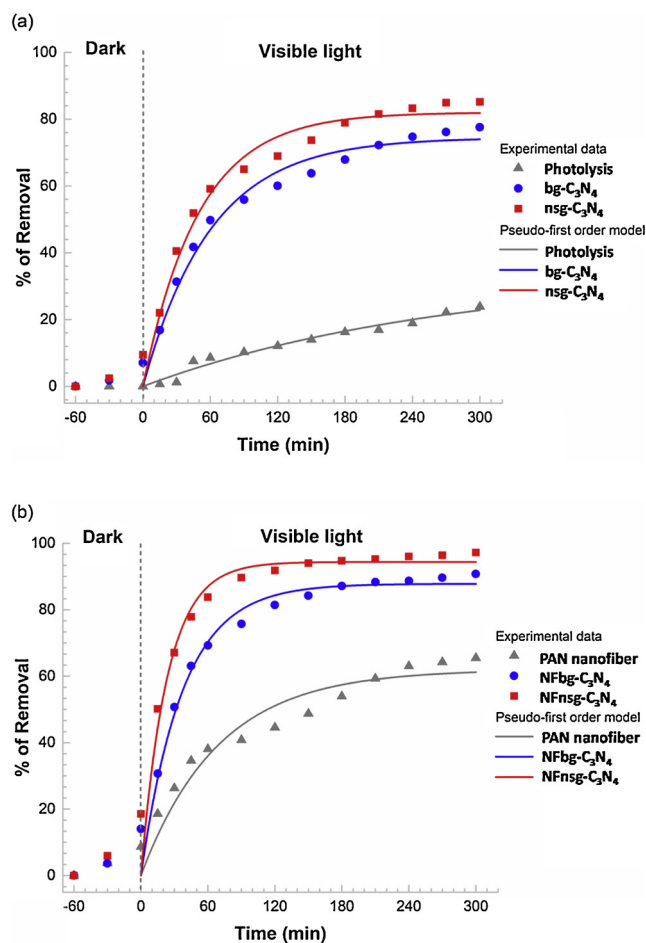 (a)
Dark Visible light
100
80
60
40
20
0
% of Removal
-60 0 60 120 180 240 300
Time (min)
Experimental data
Photolysis
bg-C₃N₄
nsg-C₃N₄
Pseudo-first order model
Photolysis
bg-C₃N₄
nsg-C₃N₄
(b)
Dark Visible light
100
80
60
40
20
0
% of Removal
-60 0 60 120 180 240 300
Time (min)
Experimental data
PAN nanofiber
NFbg-C₃N₄
NFnsg-C₃N₄
Pseudo-first order model
PAN nanofiber
NFbg-C₃N₄
NFnsg-C₃N₄